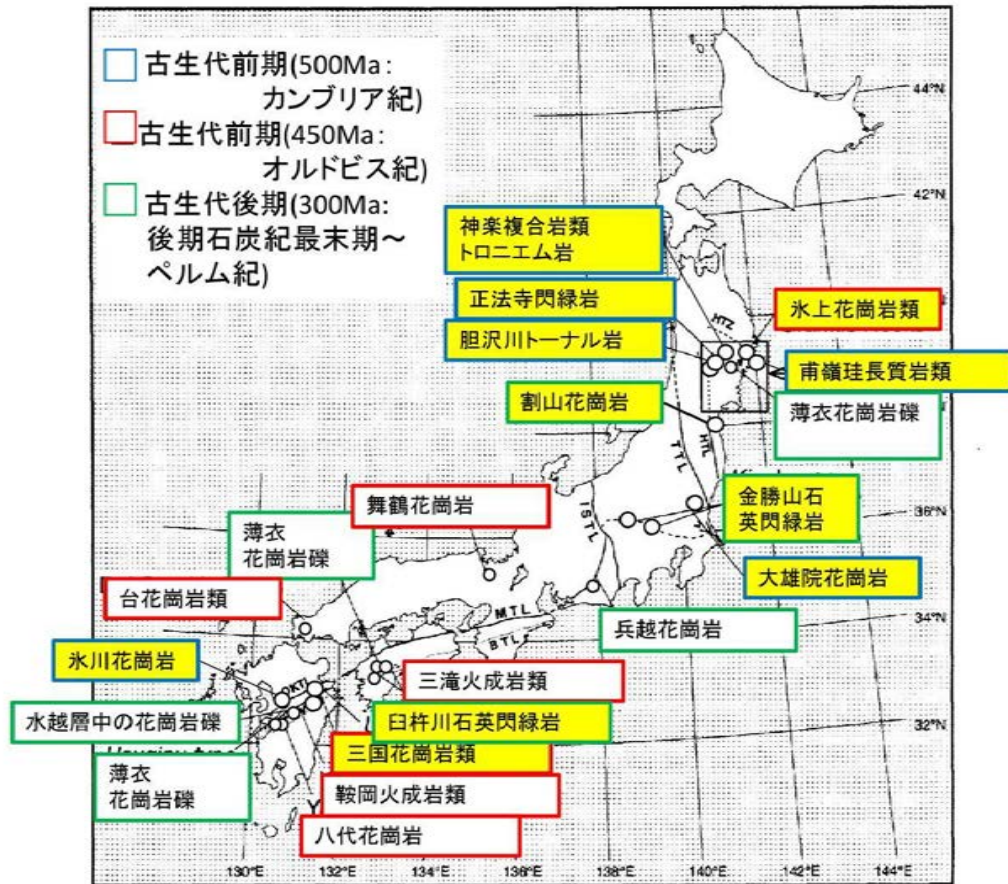 古生代前期(500Ma:
カンブリア紀)
古生代前期(450Ma:
オルドビス紀)
古生代後期(300Ma:
後期石炭紀最末期～
ペルム紀)
44°N
42°N
神楽複合岩類
トロニエム岩
正法寺閃緑岩
氷上花崗岩類
HTZ
胆沢川トーナル岩
甫嶺珪長質岩類
割山花崗岩
薄衣花崗岩礫
TTL
HTL
ISTL
舞鶴花崗岩
金勝山石
英閃緑岩
36°N
薄衣
花崗岩礫
大雄院花崗岩
台花崗岩類
MTL
BTL
兵越花崗岩
34°N
氷川花崗岩
三滝火成岩類
水越層中の花崗岩礫
臼杵川石英閃緑岩
32°N
三国花崗岩類
薄衣
花崗岩礫
鞍岡火成岩類
八代花崗岩
130°E
132°E
134°E
136°E
138°E
140°E
142°E
144°E